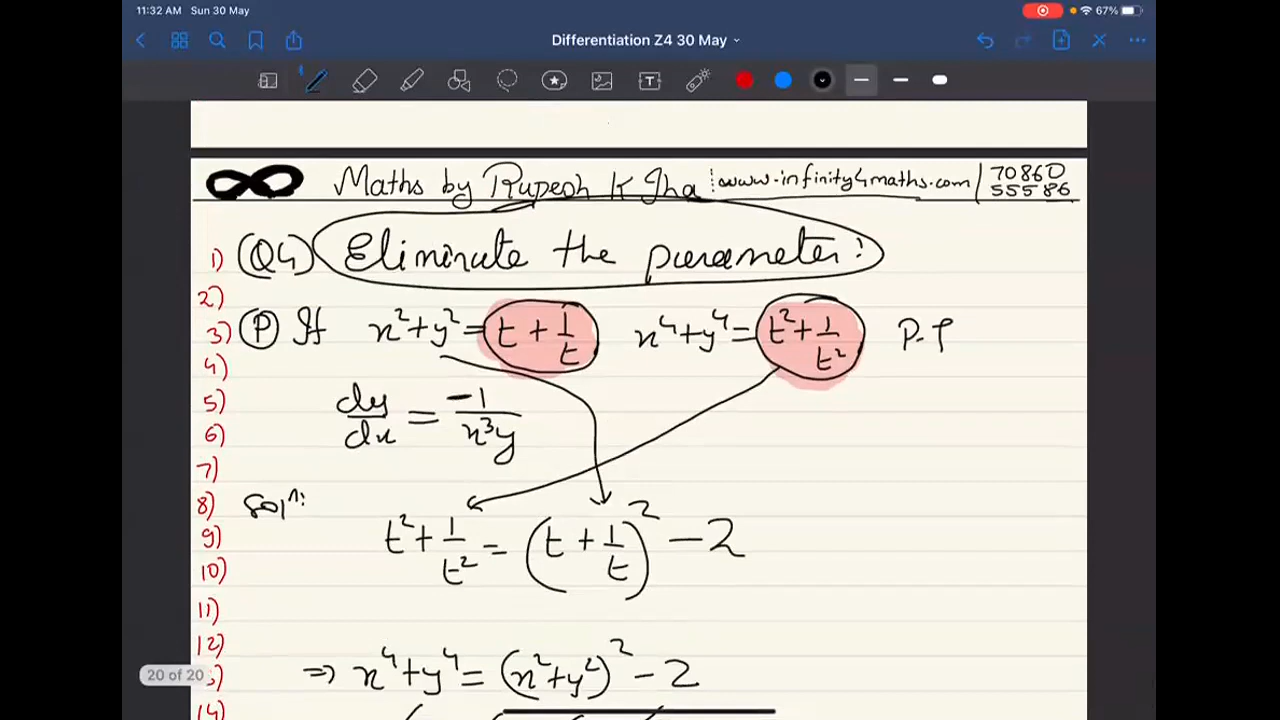 11:32 AM Sun 30 May
67%
Differentiation Z4 30 May
T
∞ Maths by Rupesh K Jha www.infinity4maths.com 70860 55586
1) (Q4) Eliminate the parameter:
2)
3) (P) If x²+y² = t + 1/t x⁴+y⁴ = t² + 1/t² P.T
4)
5) dy/dx = -1/x³y
6)
7)
8) Solⁿ:
9) t² + 1/t² = (t + 1/t)² - 2
10)
11)
12)
20 of 20 ⇒ x⁴+y⁴ = (x²+y²)² - 2
14)